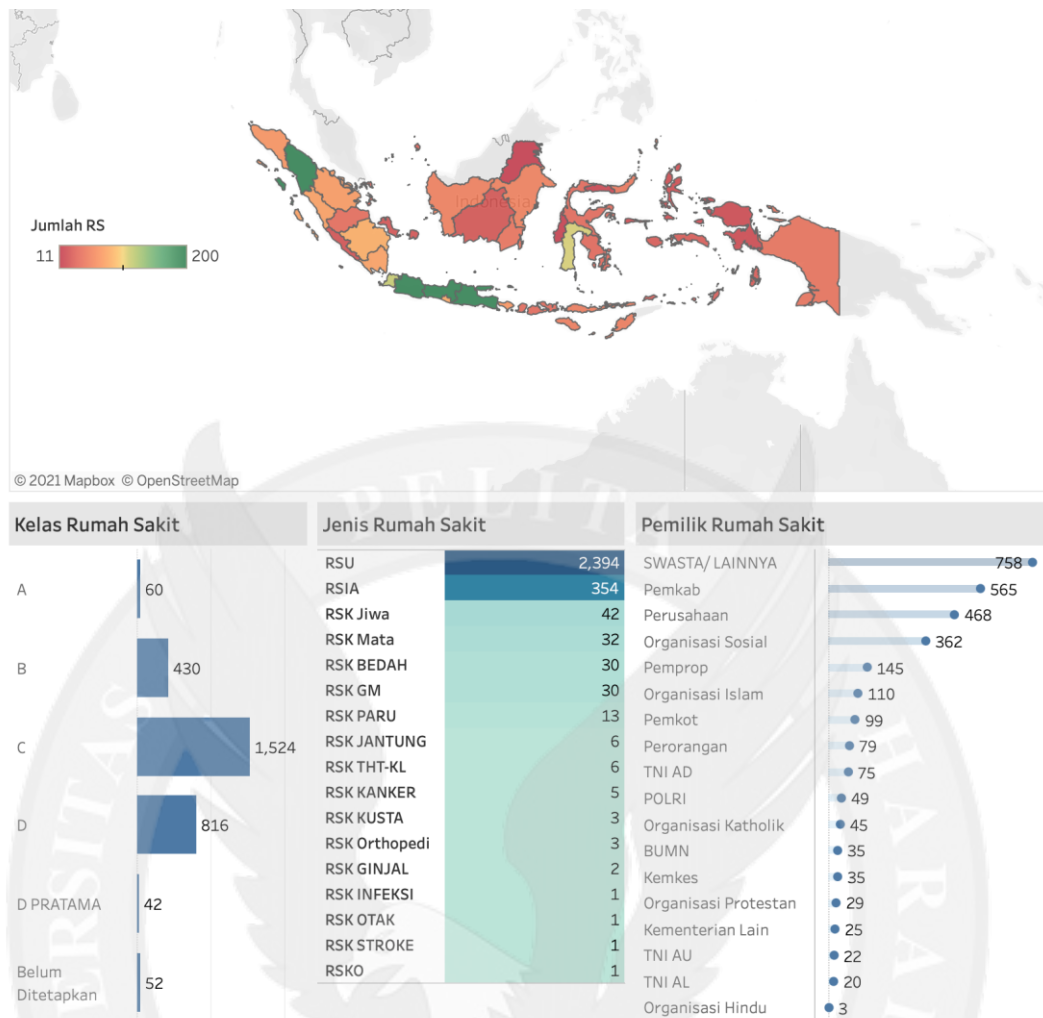 Indonesia
Jumlah RS
11 200
© 2021 Mapbox © OpenStreetMap
Kelas Rumah Sakit
A 60
B 430
C 1,524
D 816
D PRATAMA 42
Belum
Ditetapkan 52
Jenis Rumah Sakit
RSU 2,394
RSIA 354
RSK Jiwa 42
RSK Mata 32
RSK BEDAH 30
RSK GM 30
RSK PARU 13
RSK JANTUNG 6
RSK THT-KL 6
RSK KANKER 5
RSK KUSTA 3
RSK Orthopedi 3
RSK GINJAL 2
RSK INFEKSI 1
RSK OTAK 1
RSK STROKE 1
RSKO 1
Pemilik Rumah Sakit
SWASTA/ LAINNYA 758
Pemkab 565
Perusahaan 468
Organisasi Sosial 362
Pemprop 145
Organisasi Islam 110
Pemkot 99
Perorangan 79
TNI AD 75
POLRI 49
Organisasi Katholik 45
BUMN 35
Kemkes 35
Organisasi Protestan 29
Kementerian Lain 25
TNI AU 22
TNI AL 20
Organisasi Hindu 3
PELITA
ERSITAS
HARA